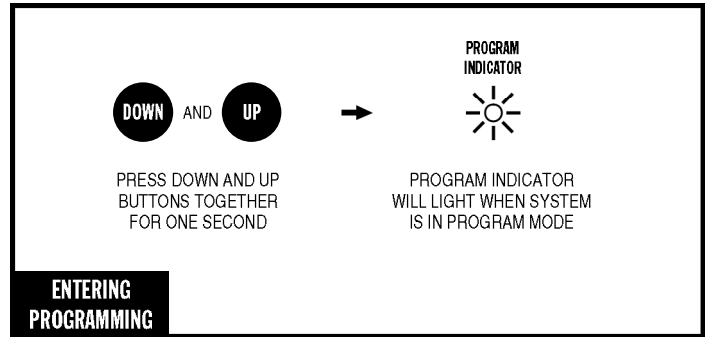 PROGRAM
INDICATOR
DOWN AND UP
PRESS DOWN AND UP
BUTTONS TOGETHER
FOR ONE SECOND
PROGRAM INDICATOR
WILL LIGHT WHEN SYSTEM
IS IN PROGRAM MODE
ENTERING
PROGRAMMING